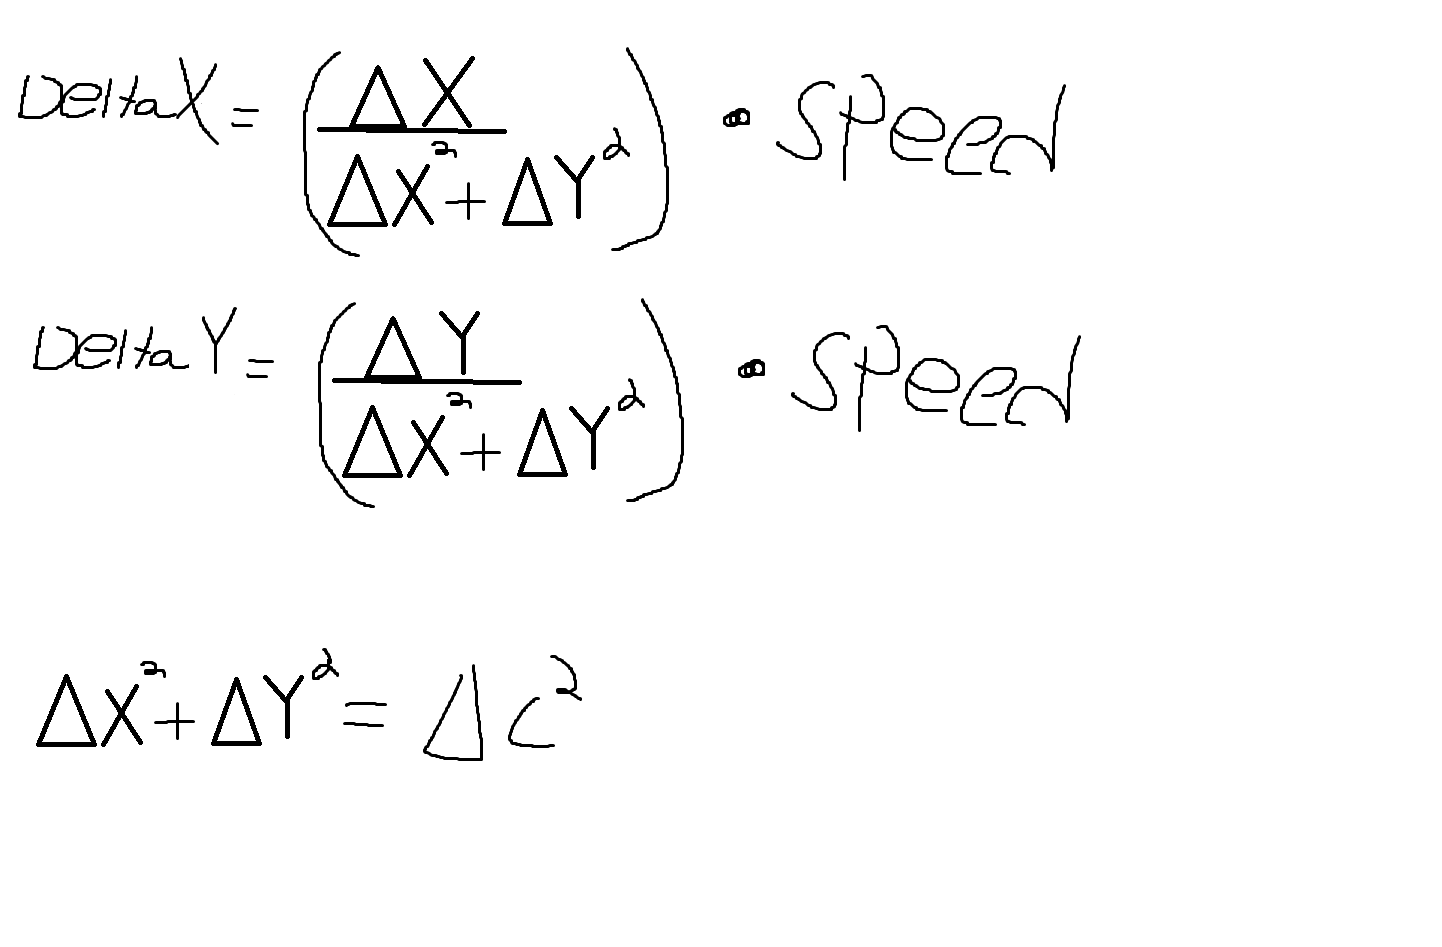 DeltaX = (ΔX / ΔX² + ΔY²) • Speed
DeltaY = (ΔY / ΔX² + ΔY²) • Speed
ΔX² + ΔY² = Δc²